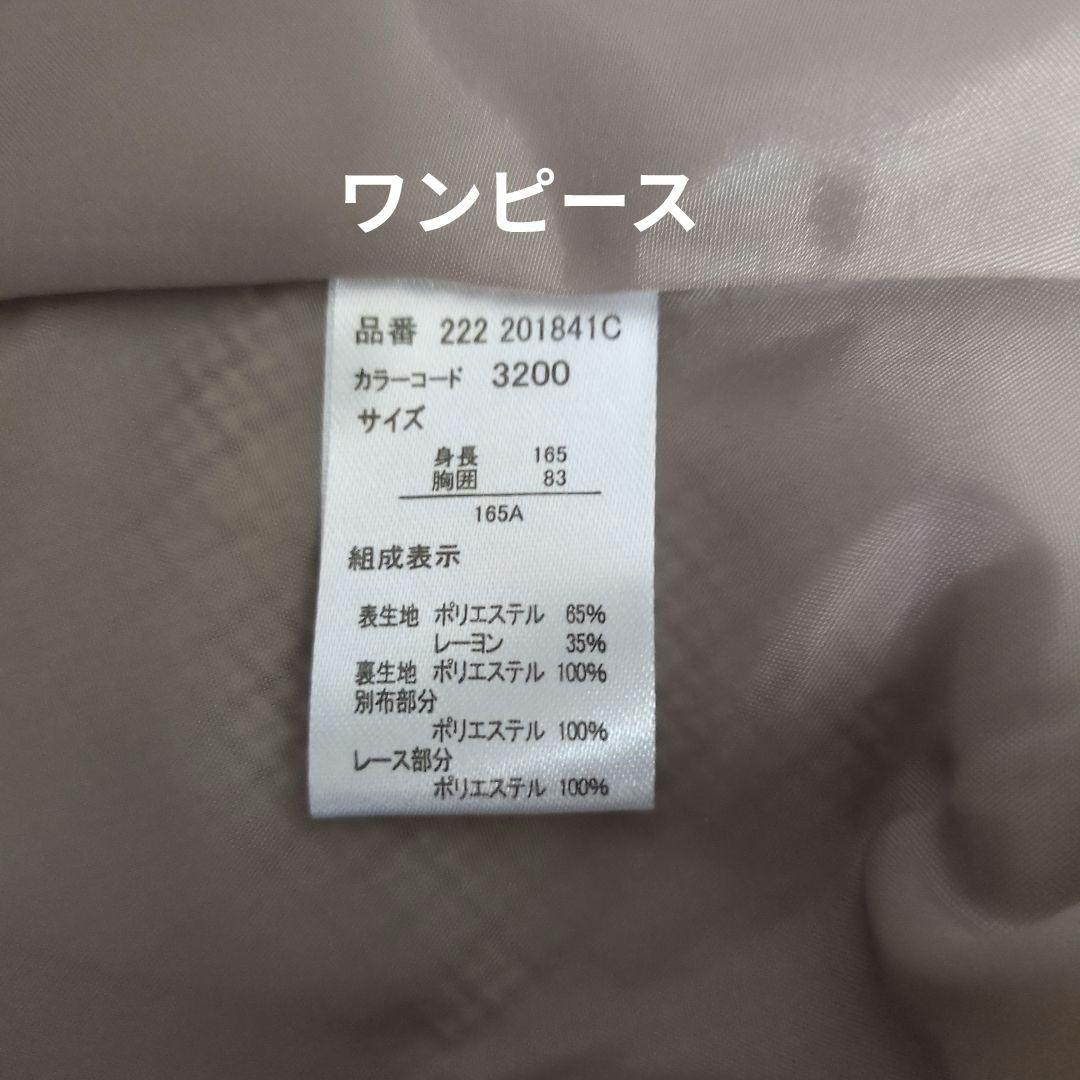 ワンピース
品番 222 201841C
カラーコード 3200
サイズ
身長 165
胸囲 83
165A
組成表示
表生地 ポリエステル 65%
レーヨン 35%
裏生地 ポリエステル 100%
別布部分
ポリエステル 100%
レース部分
ポリエステル 100%